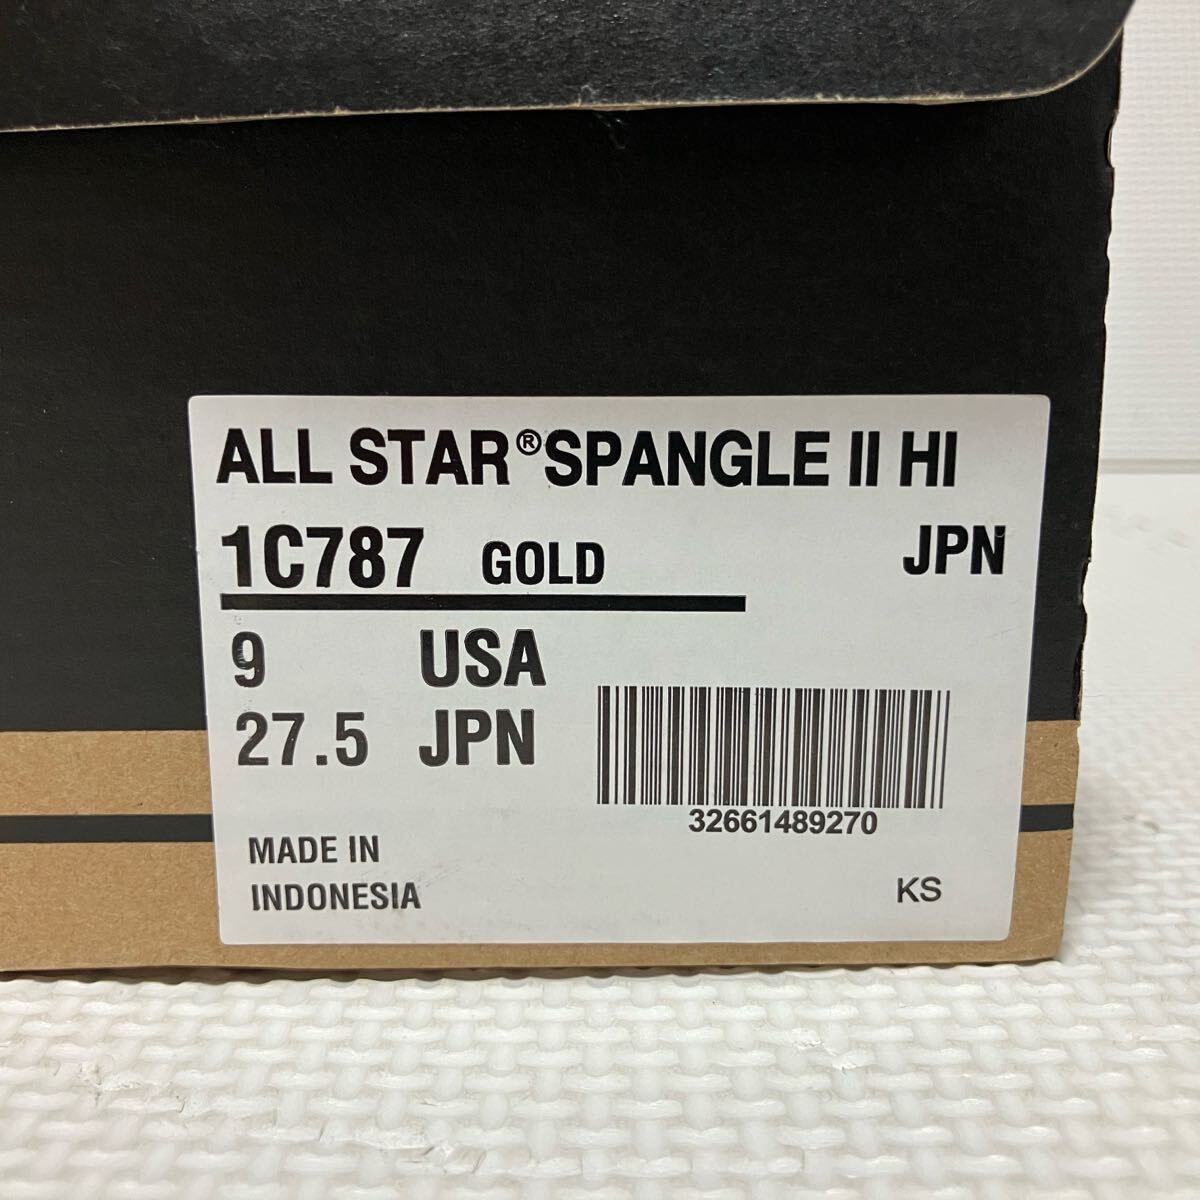 ALL STAR®SPANGLE II HI
1C787 GOLD JPN
9 USA
27.5 JPN
32661489270
MADE IN
INDONESIA
KS